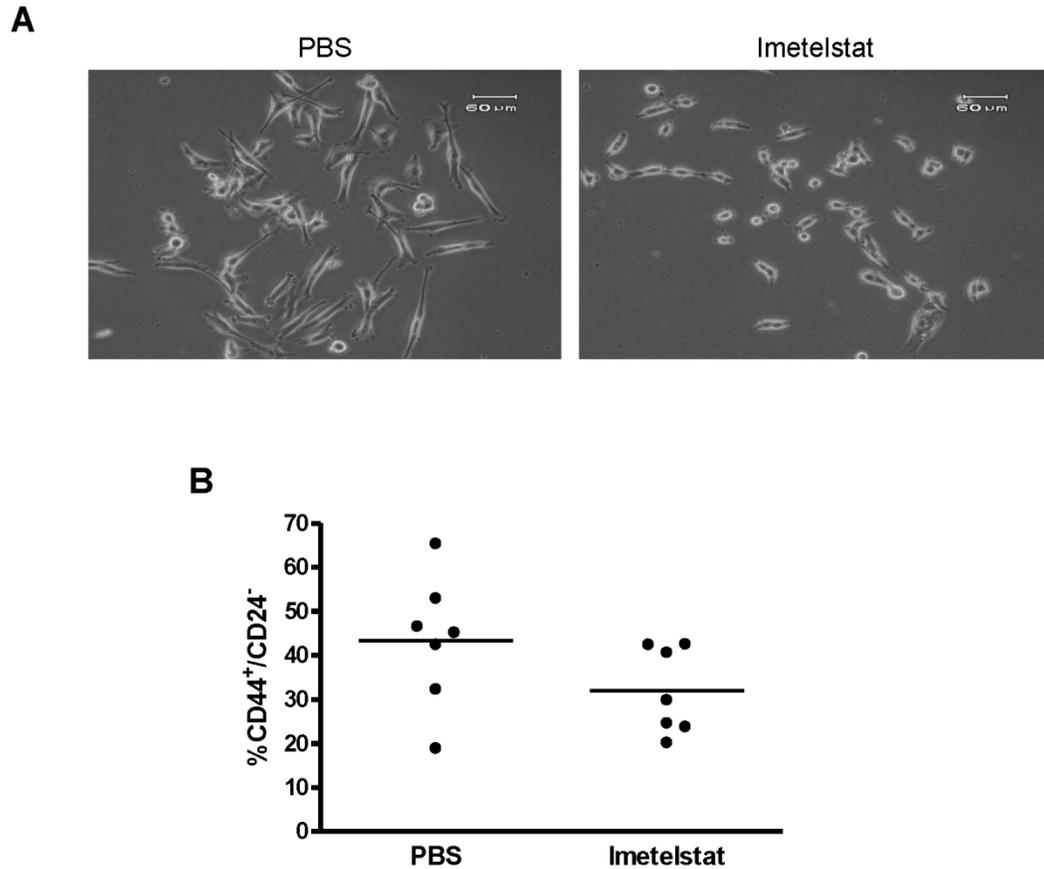 A
PBS
Imetelstat
60 µm
60 µm
B
70
60
50
40
30
20
10
0
%CD44⁺/CD24⁻
PBS
Imetelstat